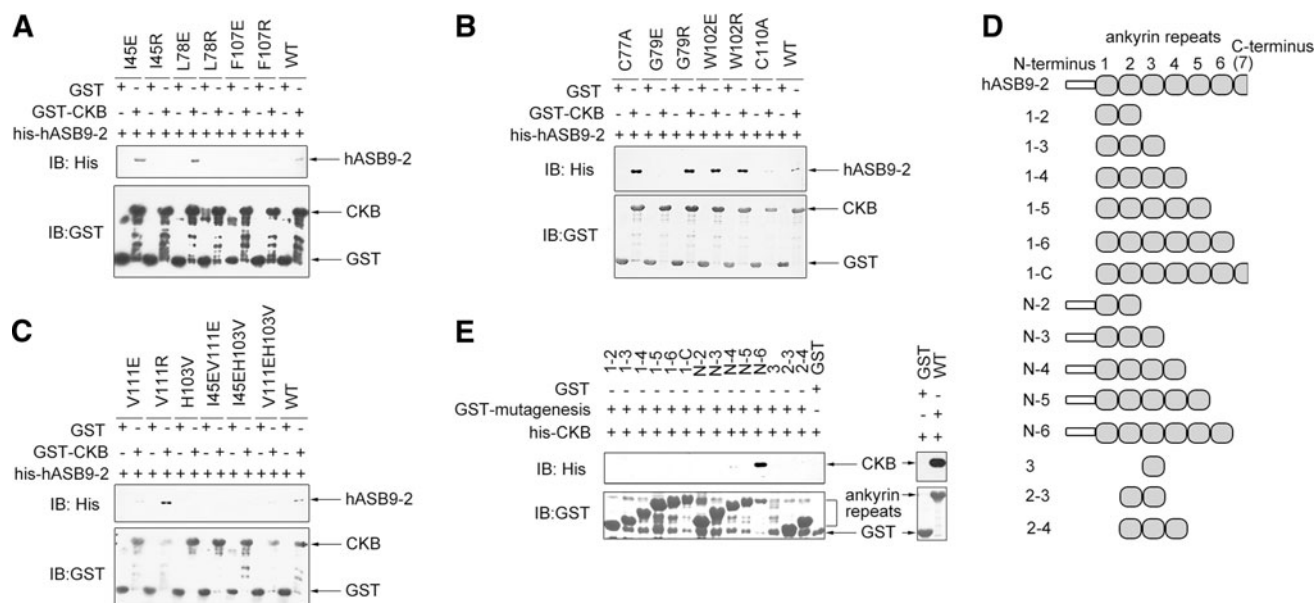 A
I45E
I45R
L78E
L78R
F107E
F107R
WT
GST + - + - + - + - + - + - + -
GST-CKB - + - + - + - + - + - + - +
his-hASB9-2 + + + + + + + + + + + + + +
IB: His
hASB9-2
IB:GST
CKB
GST
B
C77A
G79E
G79R
W102E
W102R
C110A
WT
GST + - + - + - + - + - + - + -
GST-CKB - + - + - + - + - + - + - +
his-hASB9-2 + + + + + + + + + + + + + +
IB: His
hASB9-2
IB:GST
CKB
GST
C
V111E
V111R
H103V
I45EV111E
I45EH103V
V111EH103V
WT
GST + - + - + - + - + - + - + -
GST-CKB - + - + - + - + - + - + - +
his-hASB9-2 + + + + + + + + + + + + + +
IB: His
hASB9-2
IB:GST
CKB
GST
E
1-2
1-3
1-4
1-5
1-6
1-C
N-2
N-3
N-4
N-5
N-6
3
2-3
2-4
GST
GST
WT
GST - - - - - - - - - - - - - - + + -
GST-mutagenesis + + + + + + + + + + + + + + - - +
his-CKB + + + + + + + + + + + + + + + + +
IB: His
CKB
IB:GST
ankyrin
repeats
GST
D
ankyrin repeats
C-terminus
N-terminus 1 2 3 4 5 6 (7)
hASB9-2
1-2
1-3
1-4
1-5
1-6
1-C
N-2
N-3
N-4
N-5
N-6
3
2-3
2-4